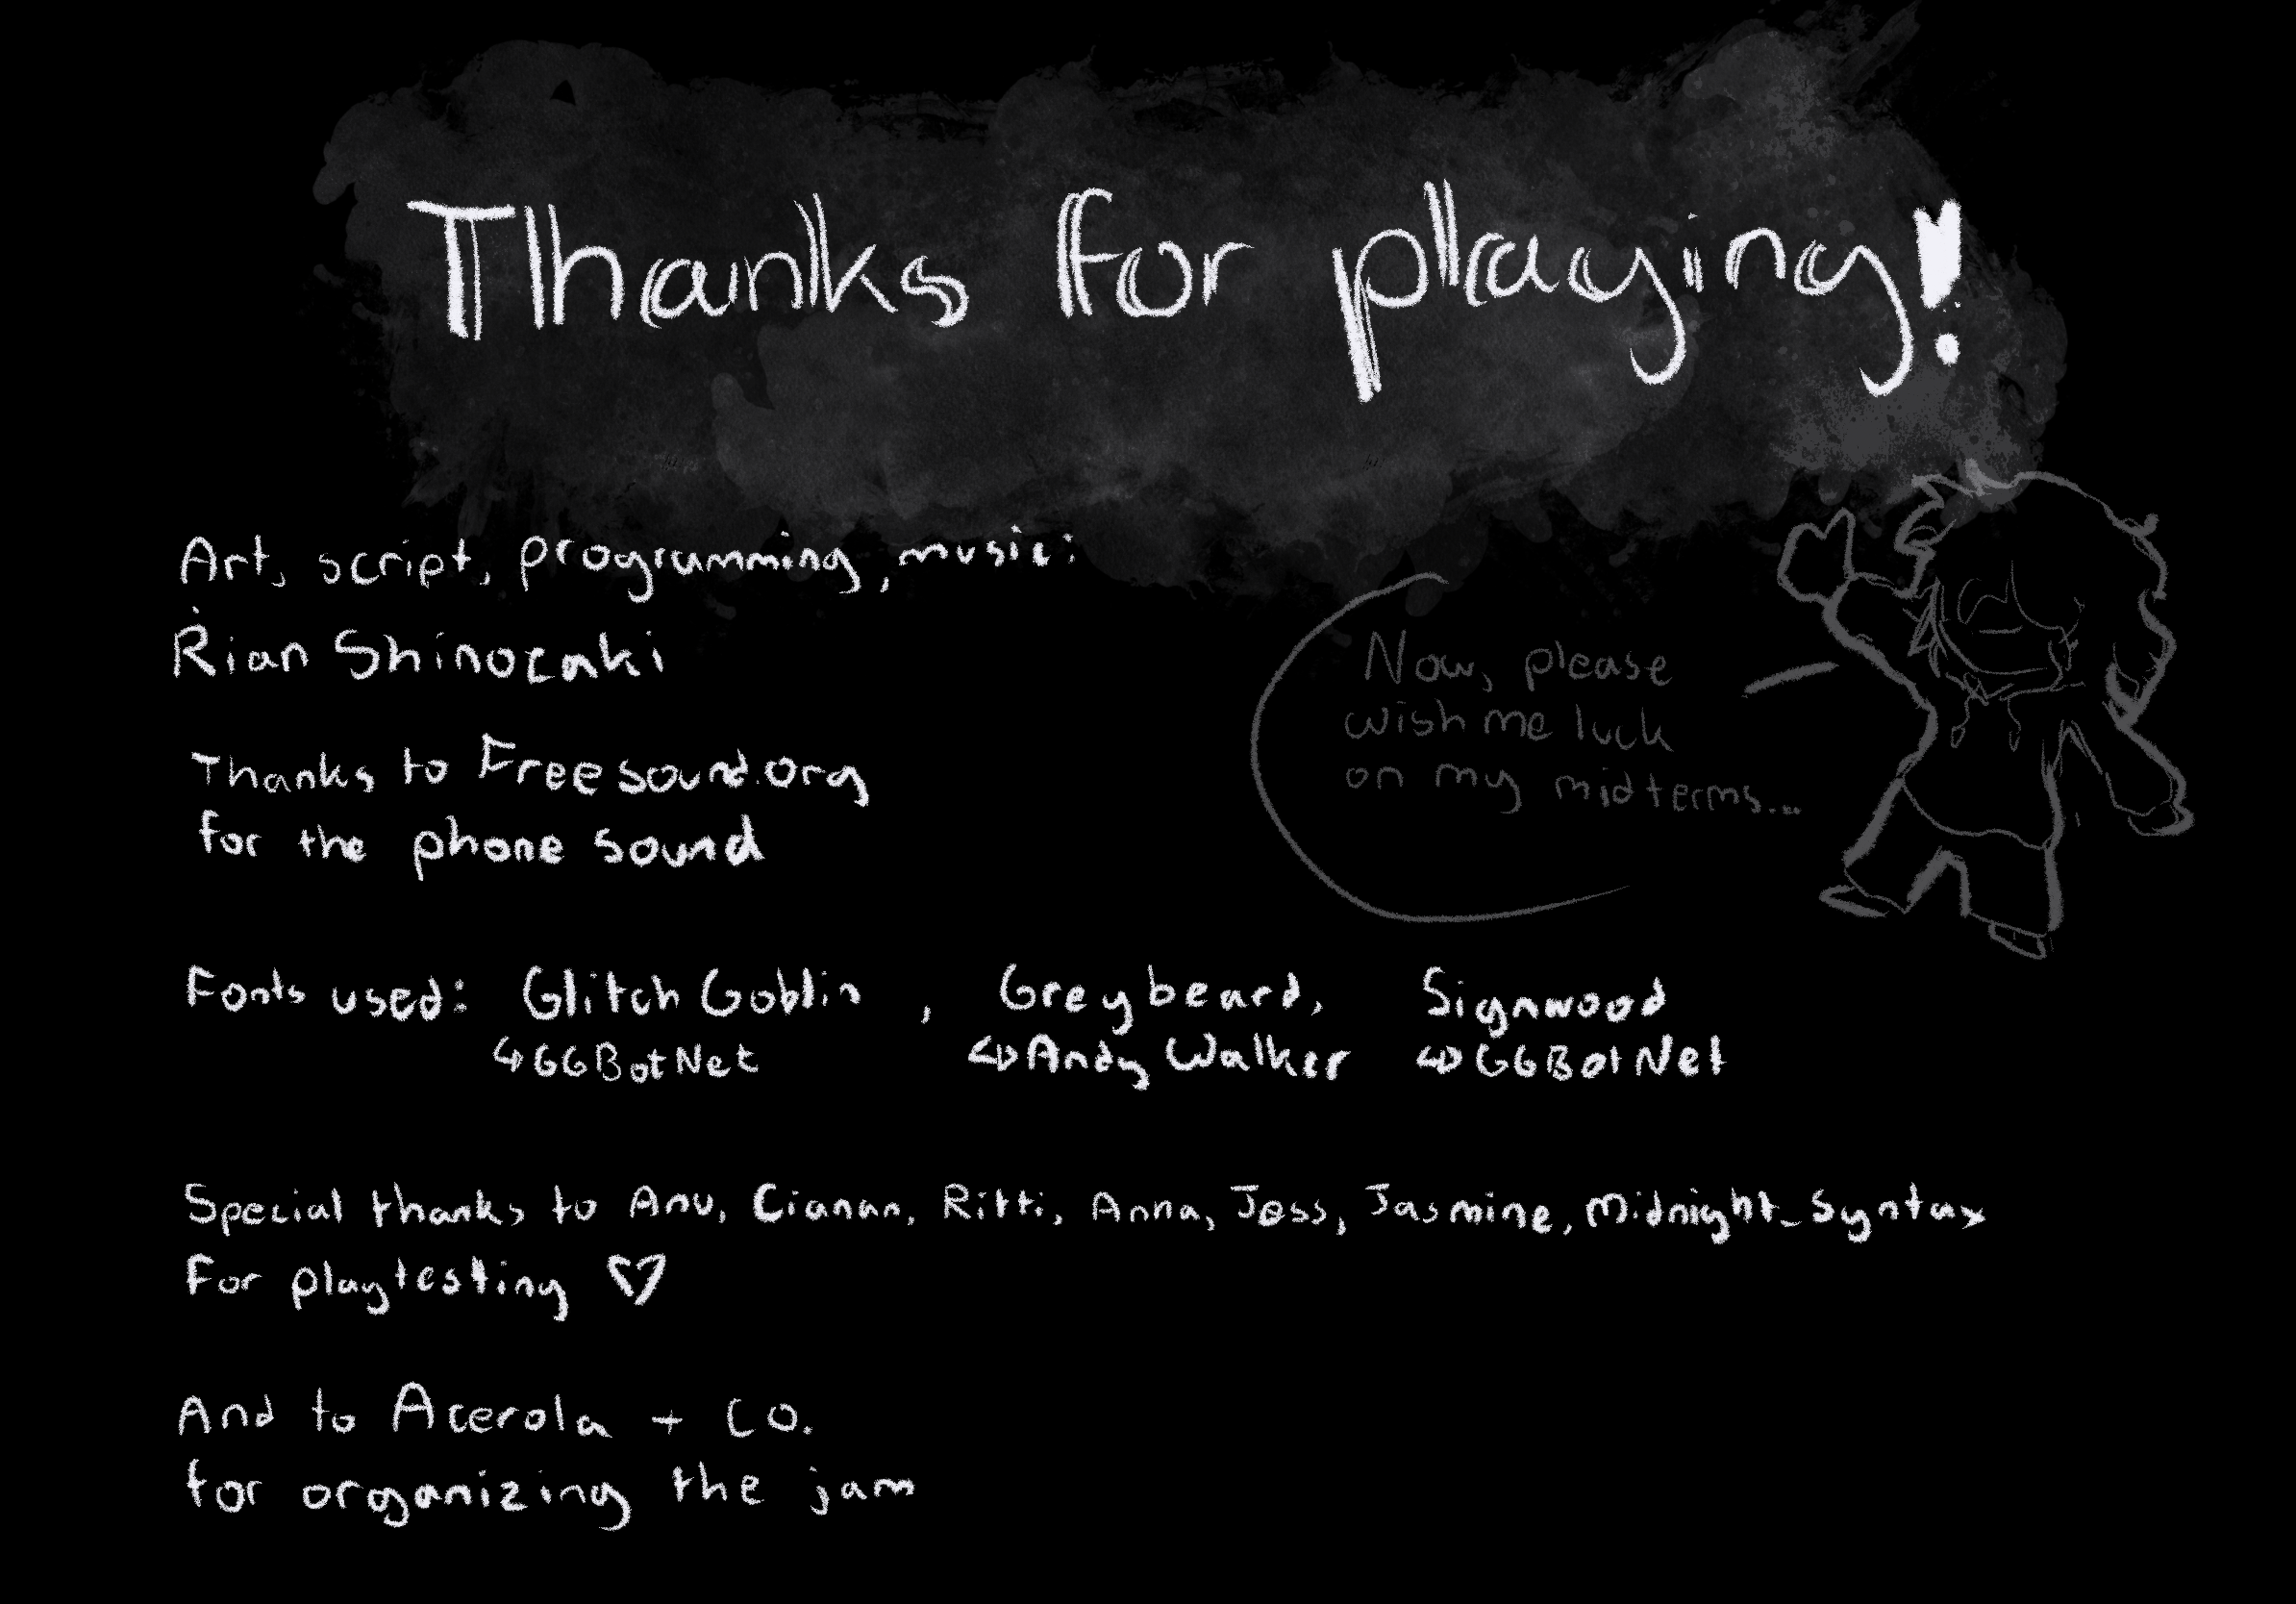 Thanks for playing!
Art, script, programming, music:
Rian Shinozaki
Now, please
wish me luck
on my midterms...
Thanks to Freesound.org
for the phone sound
Fonts used: Glitch Goblin, Greybeard, Signwood
↳GGBotNet ↳Andy Walker ↳GGBotNet
Special thanks to Anu, Cianan, Ritti, Anna, Jess, Jasmine, Midnight_Syntax
For playtesting ♡
And to Acerola + CO.
for organizing the jam